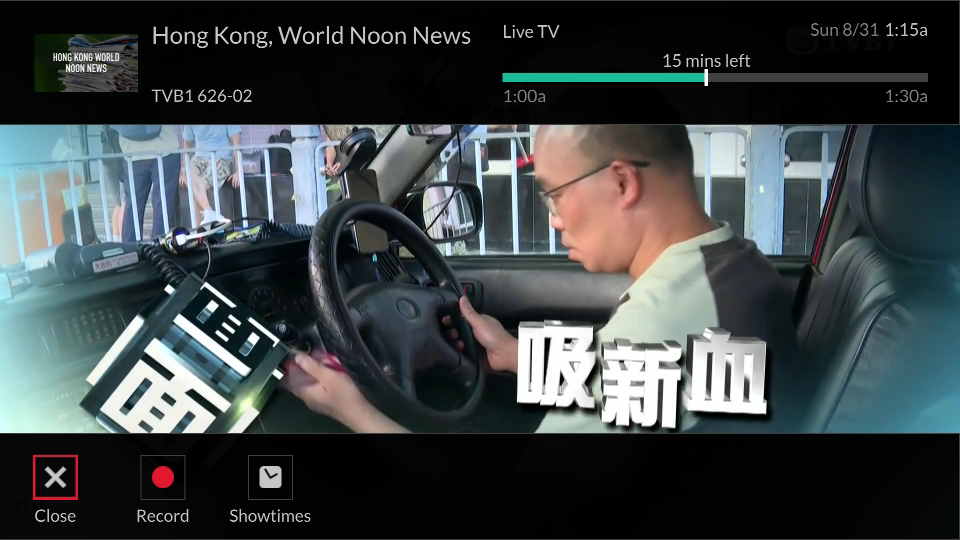 HONG KONG WORLD
NOON NEWS
Hong Kong, World Noon News
TVB1 626-02
Live TV
Sun 8/31 1:15a
15 mins left
1:00a
1:30a
面
吸新血
Close
Record
Showtimes